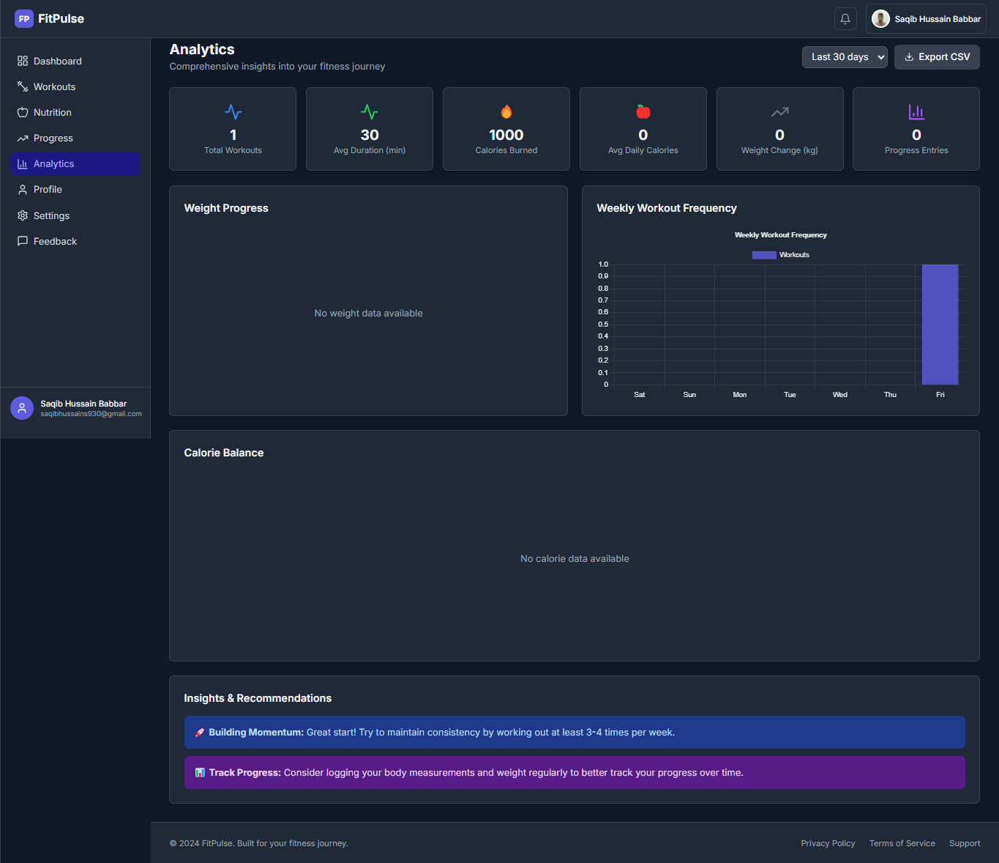 FP FitPulse
Saqib Hussain Babbar
Dashboard
Workouts
Nutrition
Progress
Analytics
Profile
Settings
Feedback
Saqib Hussain Babbar
saqibhussains930@gmail.com
Analytics
Comprehensive insights into your fitness journey
Last 30 days
Export CSV
1
Total Workouts
30
Avg Duration (min)
1000
Calories Burned
0
Avg Daily Calories
0
Weight Change (kg)
0
Progress Entries
Weight Progress
No weight data available
Weekly Workout Frequency
Weekly Workout Frequency
Workouts
1.0
0.9
0.8
0.7
0.6
0.5
0.4
0.3
0.2
0.1
0
Sat Sun Mon Tue Wed Thu Fri
Calorie Balance
No calorie data available
Insights & Recommendations
🚀 Building Momentum: Great start! Try to maintain consistency by working out at least 3-4 times per week.
📊 Track Progress: Consider logging your body measurements and weight regularly to better track your progress over time.
© 2024 FitPulse. Built for your fitness journey.
Privacy Policy Terms of Service Support